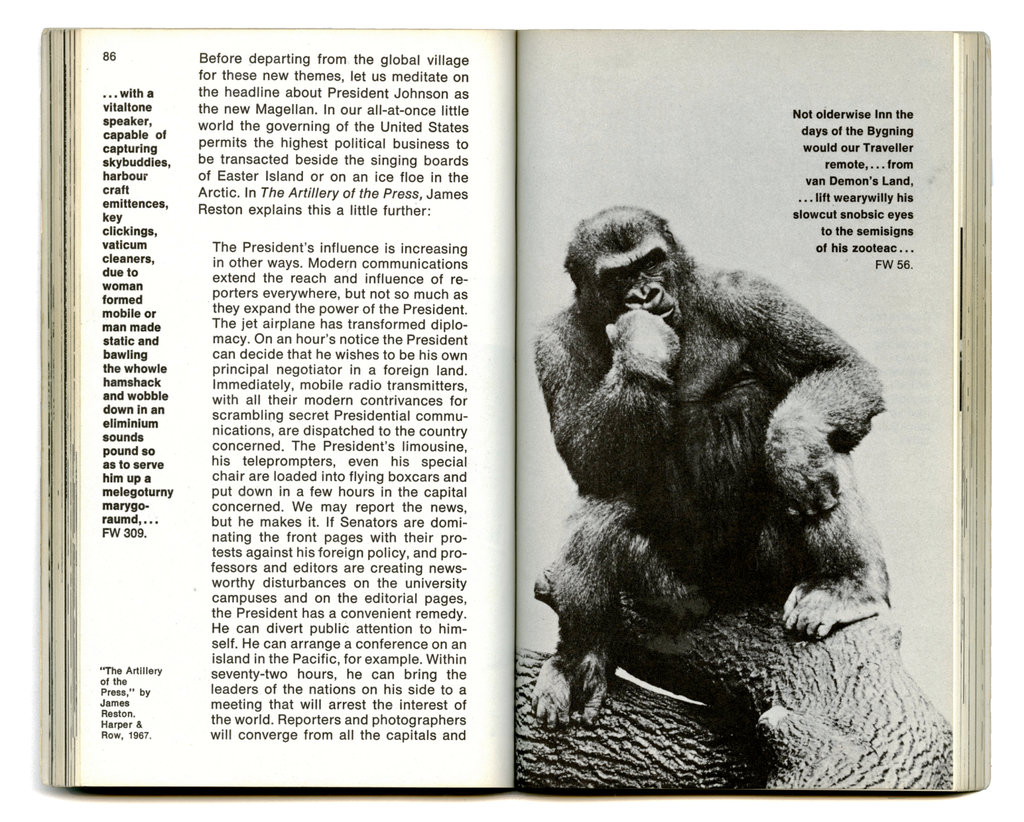 86
... with a
vitaltone
speaker,
capable of
capturing
skybuddies,
harbour
craft
emittences,
key
clickings,
vaticum
cleaners,
due to
woman
formed
mobile or
man made
static and
bawling
the whowle
hamshack
and wobble
down in an
eliminium
sounds
pound so
as to serve
him up a
melegoturny
marygo-
raumd,...
FW 309.
"The Artillery
of the
Press," by
James
Reston.
Harper &
Row, 1967.
Before departing from the global village
for these new themes, let us meditate on
the headline about President Johnson as
the new Magellan. In our all-at-once little
world the governing of the United States
permits the highest political business to
be transacted beside the singing boards
of Easter Island or on an ice floe in the
Arctic. In The Artillery of the Press, James
Reston explains this a little further:
The President's influence is increasing
in other ways. Modern communications
extend the reach and influence of re-
porters everywhere, but not so much as
they expand the power of the President.
The jet airplane has transformed diplo-
macy. On an hour's notice the President
can decide that he wishes to be his own
principal negotiator in a foreign land.
Immediately, mobile radio transmitters,
with all their modern contrivances for
scrambling secret Presidential commu-
nications, are dispatched to the country
concerned. The President's limousine,
his teleprompters, even his special
chair are loaded into flying boxcars and
put down in a few hours in the capital
concerned. We may report the news,
but he makes it. If Senators are domi-
nating the front pages with their pro-
tests against his foreign policy, and pro-
fessors and editors are creating news-
worthy disturbances on the university
campuses and on the editorial pages,
the President has a convenient remedy.
He can divert public attention to him-
self. He can arrange a conference on an
island in the Pacific, for example. Within
seventy-two hours, he can bring the
leaders of the nations on his side to a
meeting that will arrest the interest of
the world. Reporters and photographers
will converge from all the capitals and
Not olderwise Inn the
days of the Bygning
would our Traveller
remote,... from
van Demon's Land,
... lift wearywilly his
slowcut snobsic eyes
to the semisigns
of his zooteac...
FW 56.